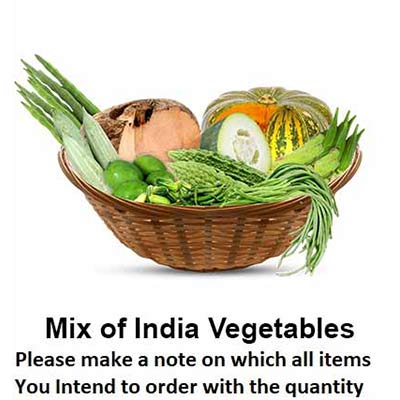 Mix of India Vegetables
Please make a note on which all items
You Intend to order with the quantity